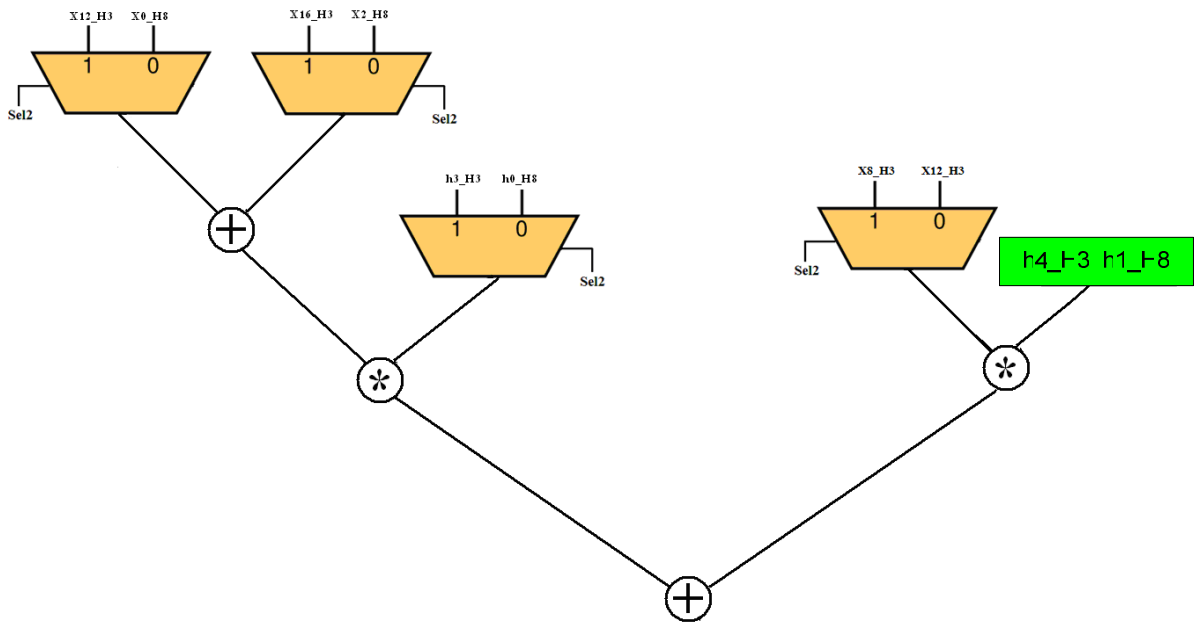 X12_H3 X0_H8
1 0
Sel2
X16_H3 X2_H8
1 0
Sel2
+
h3_H3 h0_H8
1 0
Sel2
*
X8_H3 X12_H3
1 0
Sel2
h4_H3 h1_H8
*
+